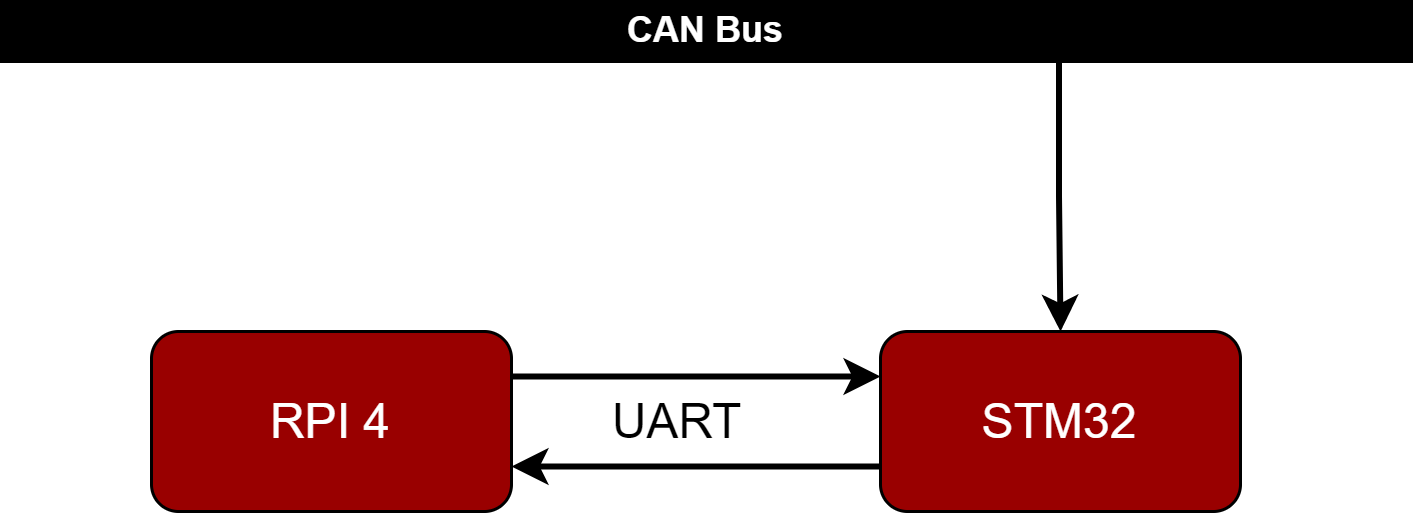 CAN Bus
RPI 4
UART
STM32